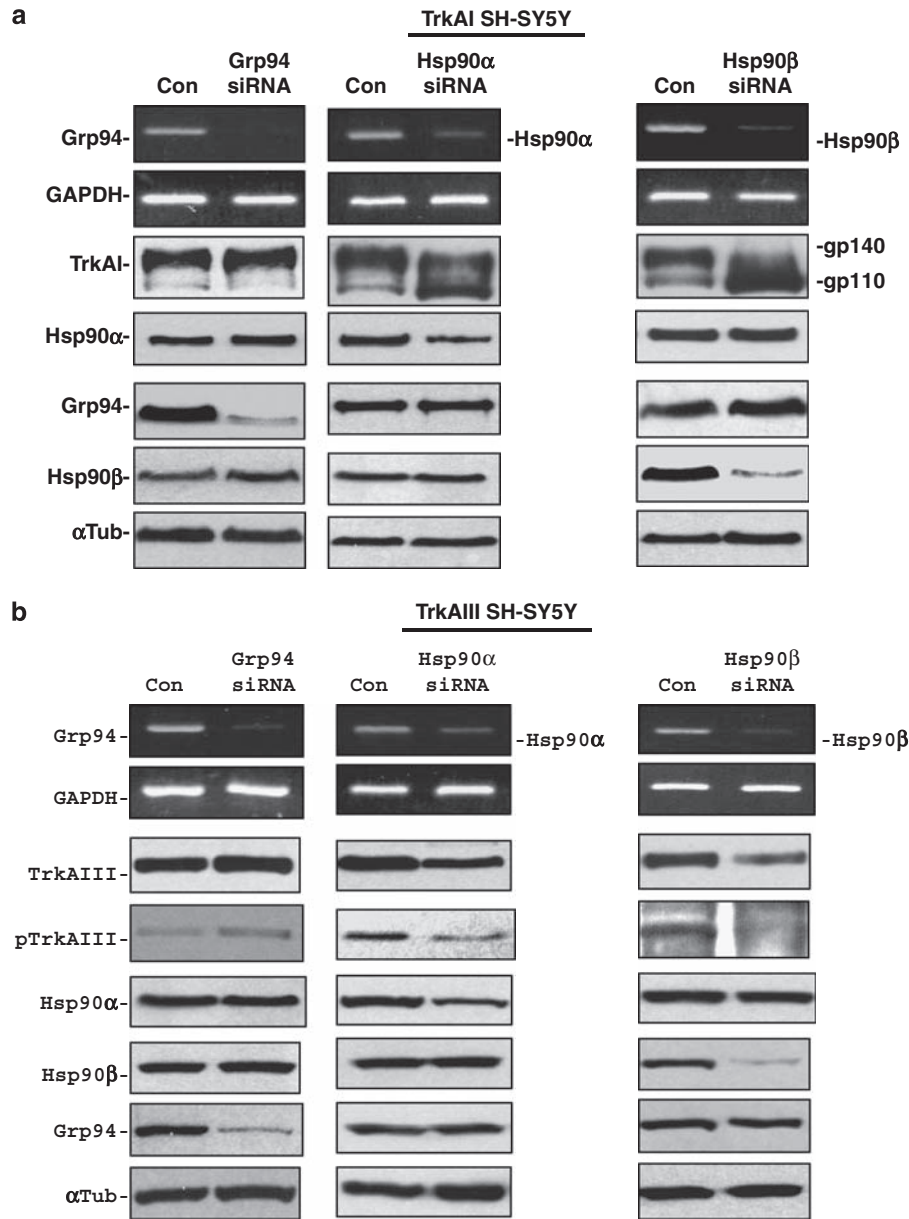 a
TrkAI SH-SY5Y
Con Grp94 siRNA Con Hsp90α siRNA Con Hsp90β siRNA
Grp94- -Hsp90α -Hsp90β
GAPDH-
TrkAI- -gp140
-gp110
Hsp90α-
Grp94-
Hsp90β-
αTub-
b
TrkAIII SH-SY5Y
Con Grp94 siRNA Con Hsp90α siRNA Con Hsp90β siRNA
Grp94- -Hsp90α -Hsp90β
GAPDH-
TrkAIII-
pTrkAIII-
Hsp90α-
Hsp90β-
Grp94-
αTub-